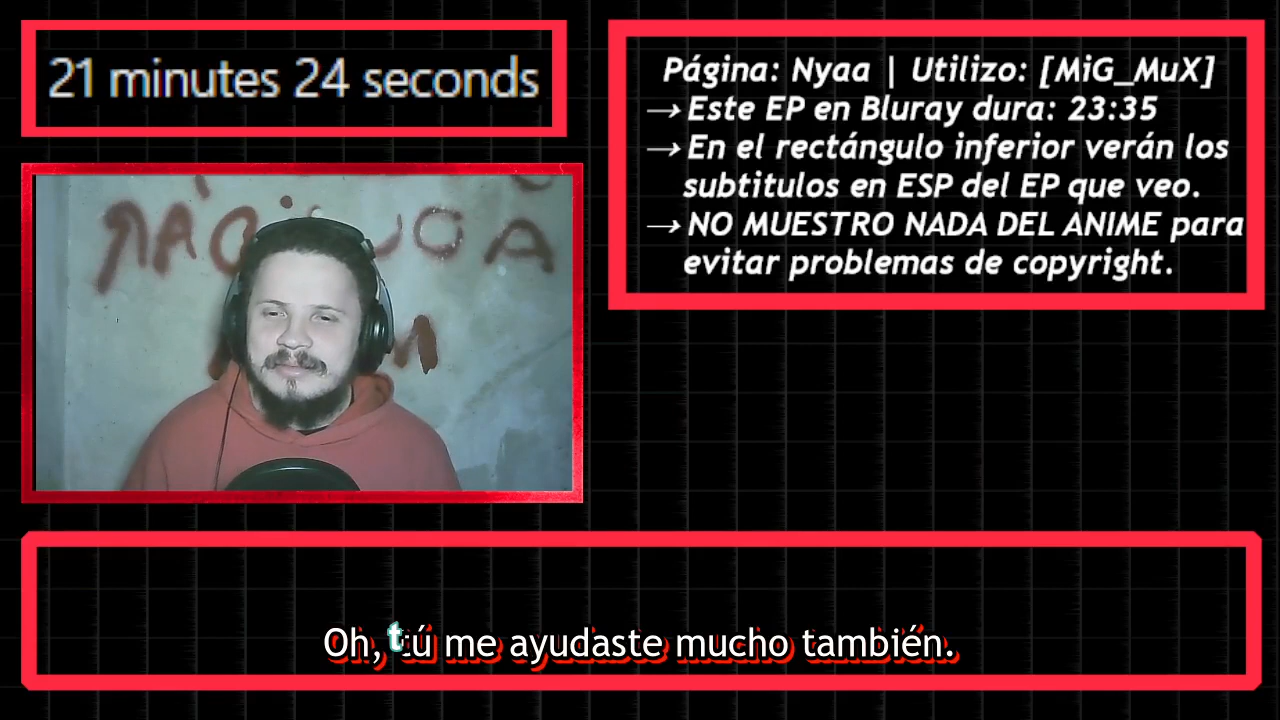 21 minutes 24 seconds
Página: Nyaa | Utilizo: [MiG_MuX]
→ Este EP en Bluray dura: 23:35
→ En el rectángulo inferior verán los
subtitulos en ESP del EP que veo.
→ NO MUESTRO NADA DEL ANIME para
evitar problemas de copyright.
Oh, tú me ayudaste mucho también.